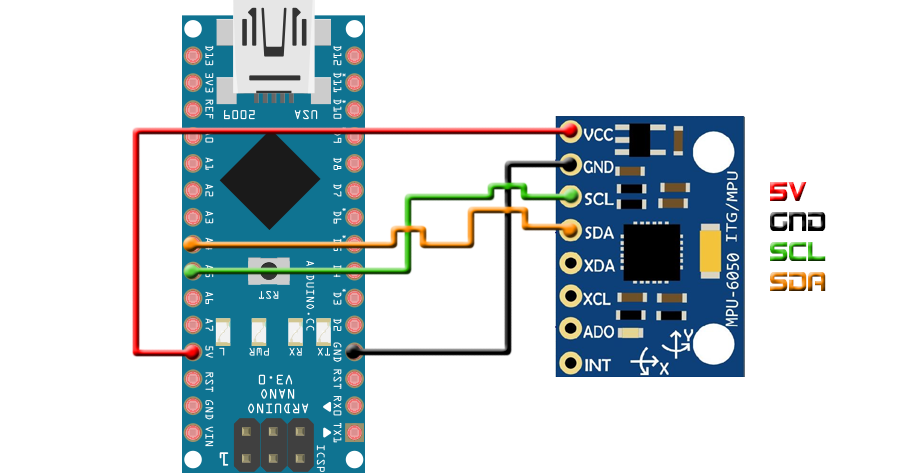 D13
3V3
REF
A0
A1
A2
A3
A4
A5
A6
A7
5V
RST
GND
VIN
D12
D11
D10
D9
D8
D7
D6
D5
D4
D3
D2
GND
RST
RX0
TX1
USA
2009
RST
ARDUINO.CC
L
PWR
RX
TX
ARDUINO
NANO
V3.0
ICSP
1
VCC
GND
SCL
SDA
XDA
XCL
ADO
INT
MPU-6050 ITG/MPU
Y
X
5V
GND
SCL
SDA